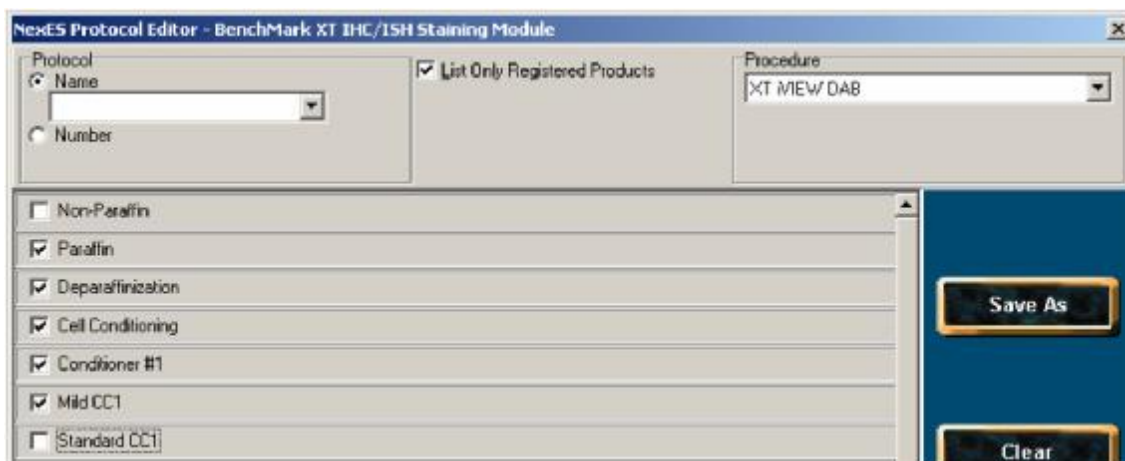 NexES Protocol Editor - BenchMark XT IHC/ISH Staining Module
Protocol
Name
Number
List Only Registered Products
Procedure
XT iVIEW DAB
Non-Paraffin
Paraffin
Deparaffinization
Cell Conditioning
Conditioner #1
Mild CC1
Standard CC1
Save As
Clear